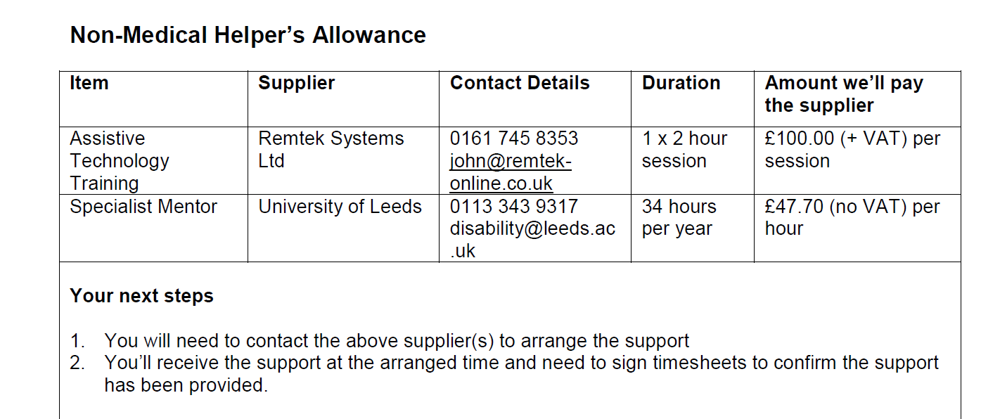 Non-Medical Helper’s Allowance
Item Supplier Contact Details Duration Amount we’ll pay
the supplier
Assistive
Technology
Training
Remtek Systems
Ltd
0161 745 8353
john@remtek-
online.co.uk
1 x 2 hour
session
£100.00 (+ VAT) per
session
Specialist Mentor
University of Leeds
0113 343 9317
disability@leeds.ac
.uk
34 hours
per year
£47.70 (no VAT) per
hour
Your next steps
1. You will need to contact the above supplier(s) to arrange the support
2. You’ll receive the support at the arranged time and need to sign timesheets to confirm the support
has been provided.